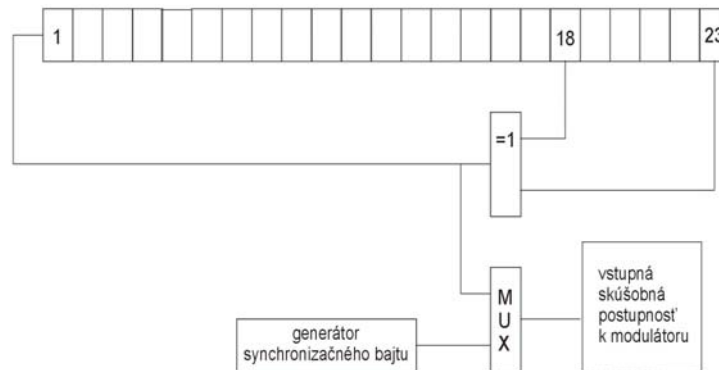 1
18
23
=1
M
U
X
generátor
synchronizačného bajtu
vstupná
skúšobná
postupnosť
k modulátoru